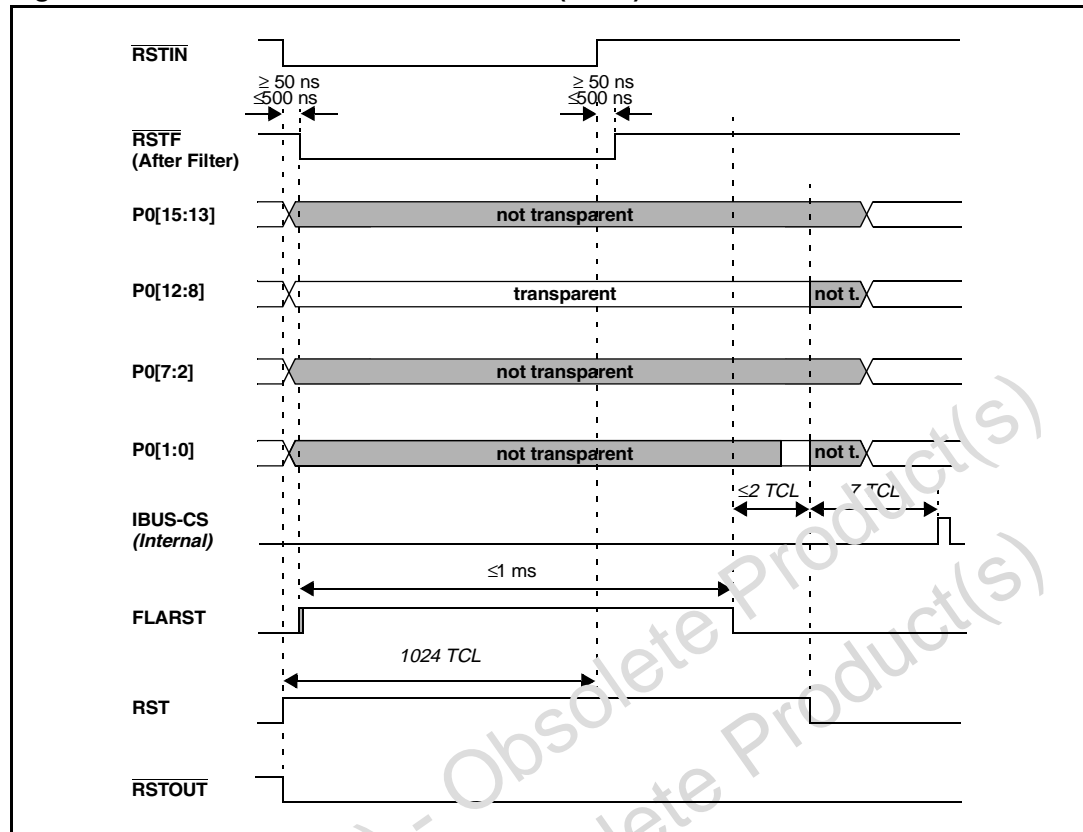 RSTIN
≥ 50 ns
≤500 ns
≥ 50 ns
≤500 ns
RSTF
(After Filter)
P0[15:13]
not transparent
P0[12:8]
transparent
not t.
P0[7:2]
not transparent
P0[1:0]
not transparent
not t.
≤2 TCL
7 TCL
IBUS-CS
(Internal)
≤1 ms
FLARST
1024 TCL
RST
RSTOUT
Obsolete Product(s)
- Obsolete Product(s)